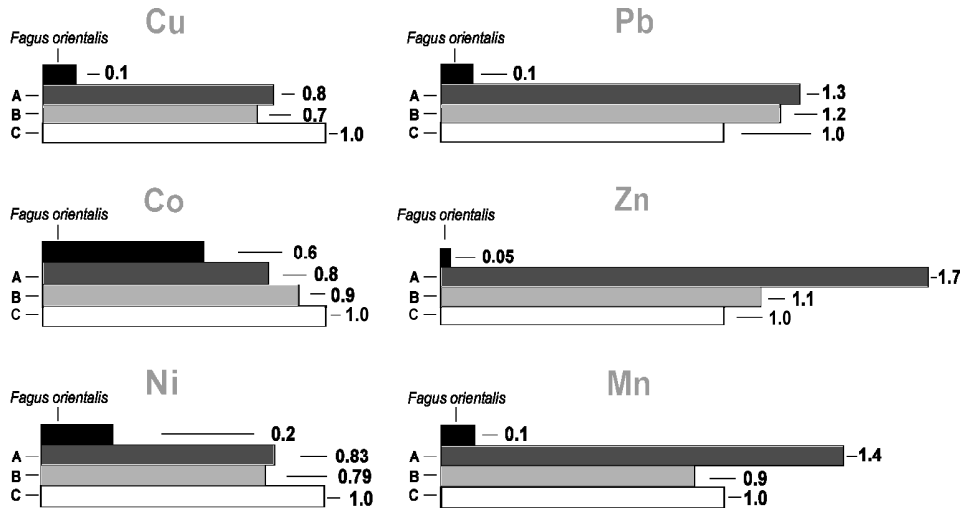 Cu
Fagus orientalis
0.1
A 0.8
B 0.7
C 1.0
Pb
Fagus orientalis
0.1
A 1.3
B 1.2
C 1.0
Co
Fagus orientalis
0.6
A 0.8
B 0.9
C 1.0
Zn
Fagus orientalis
0.05
A 1.7
B 1.1
C 1.0
Ni
Fagus orientalis
0.2
A 0.83
B 0.79
C 1.0
Mn
Fagus orientalis
0.1
A 1.4
B 0.9
C 1.0